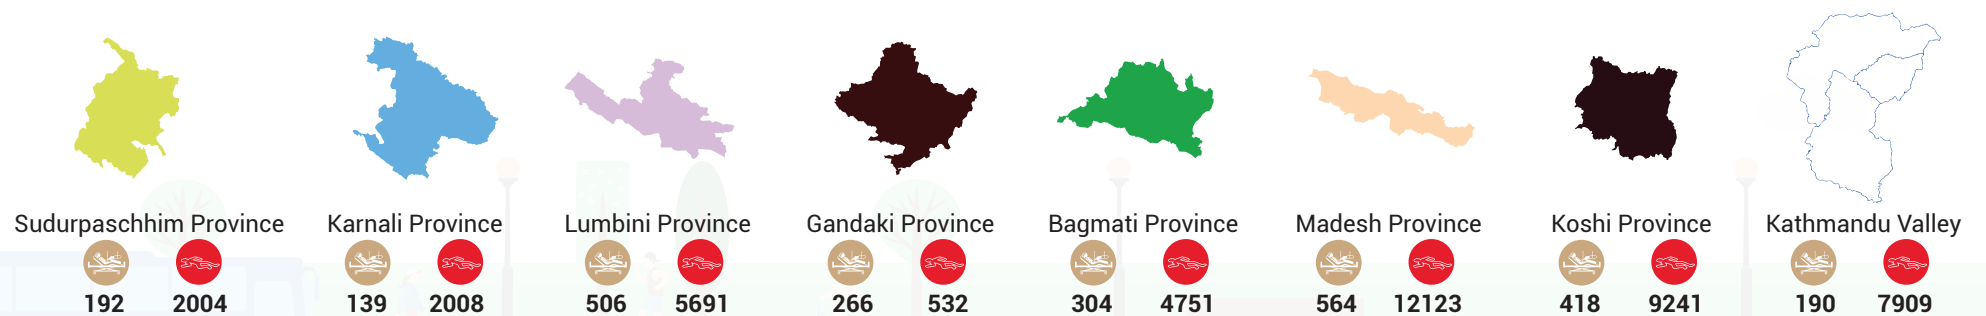 Sudurpaschhim Province Karnali Province Lumbini Province Gandaki Province Bagmati Province Madesh Province Koshi Province Kathmandu Valley
192 2004 139 2008 506 5691 266 532 304 4751 564 12123 418 9241 190 7909